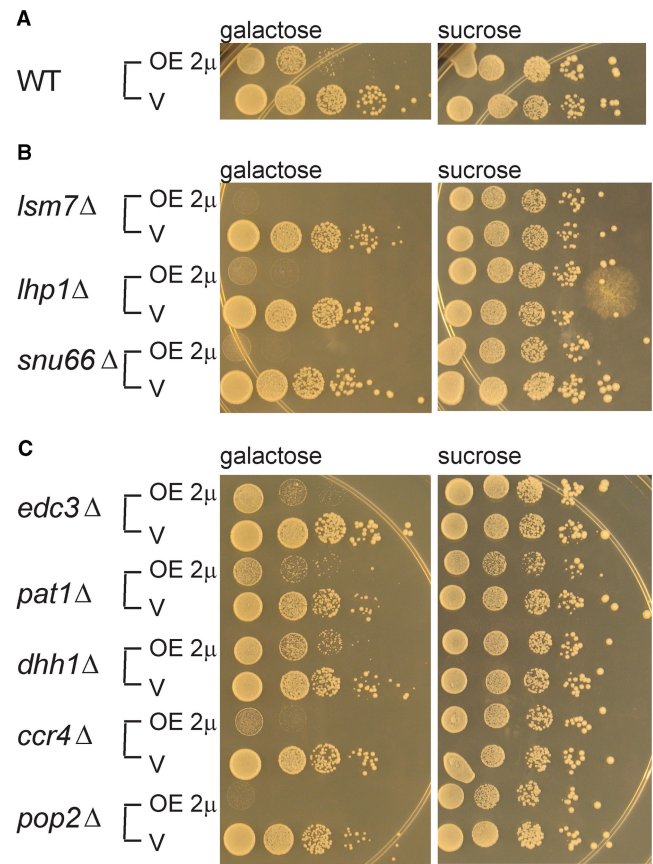 A
galactose sucrose
WT
OE 2μ
V
B
galactose sucrose
lsm7Δ
OE 2μ
V
lhp1Δ
OE 2μ
V
snu66 Δ
OE 2μ
V
C
galactose sucrose
edc3Δ
OE 2μ
V
pat1Δ
OE 2μ
V
dhh1Δ
OE 2μ
V
ccr4Δ
OE 2μ
V
pop2Δ
OE 2μ
V